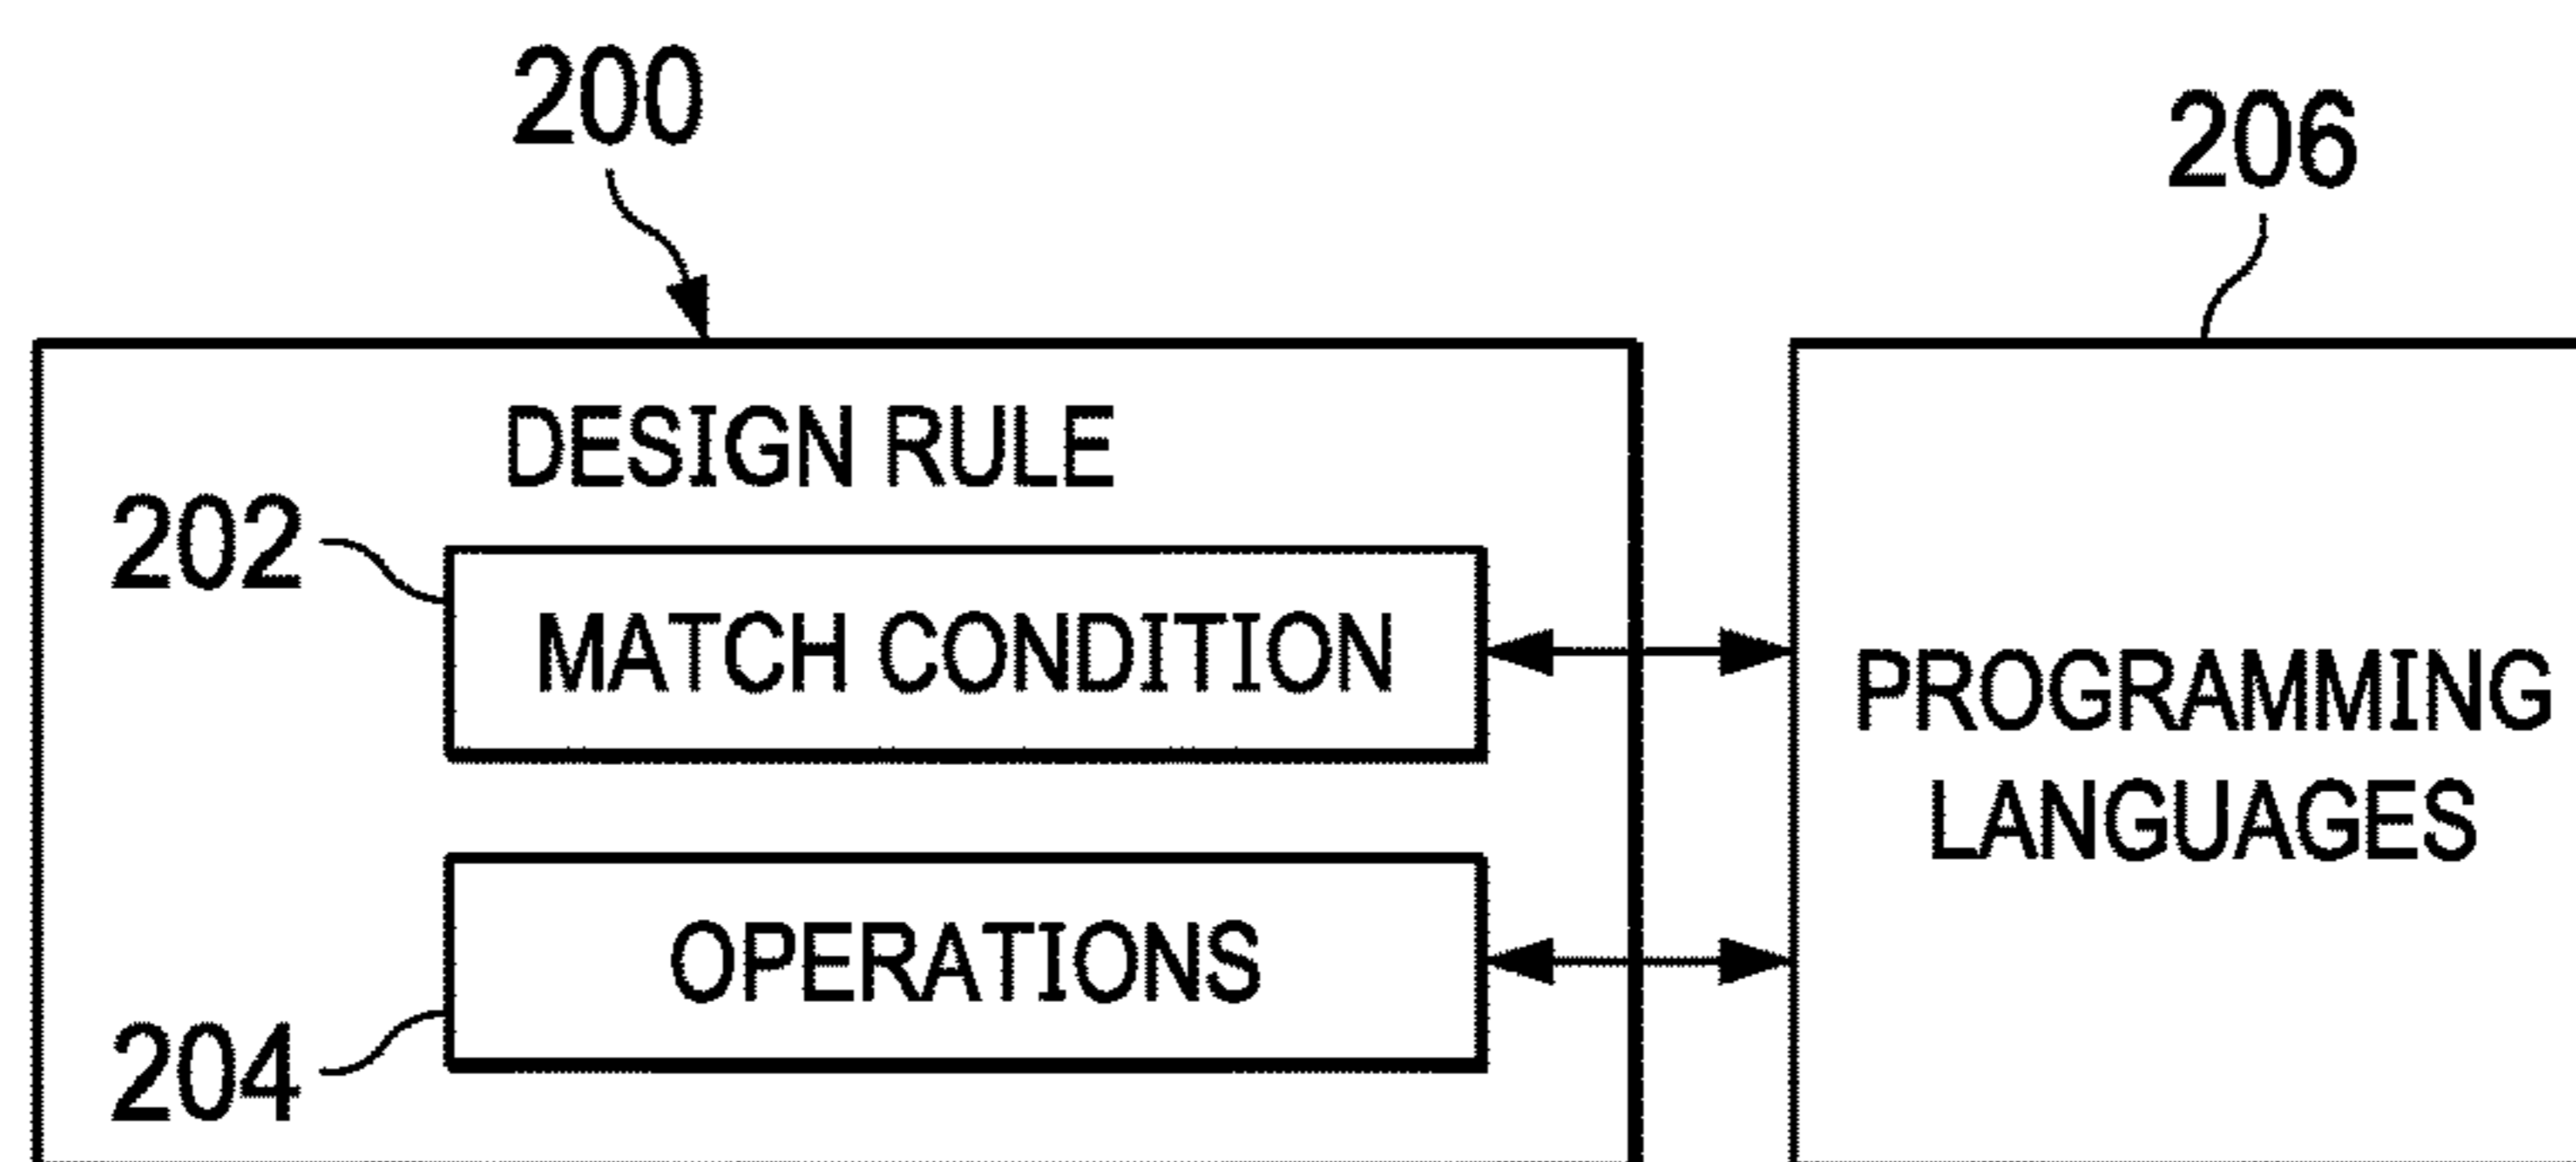 200
206
DESIGN RULE
202
MATCH CONDITION
PROGRAMMING
LANGUAGES
OPERATIONS
204